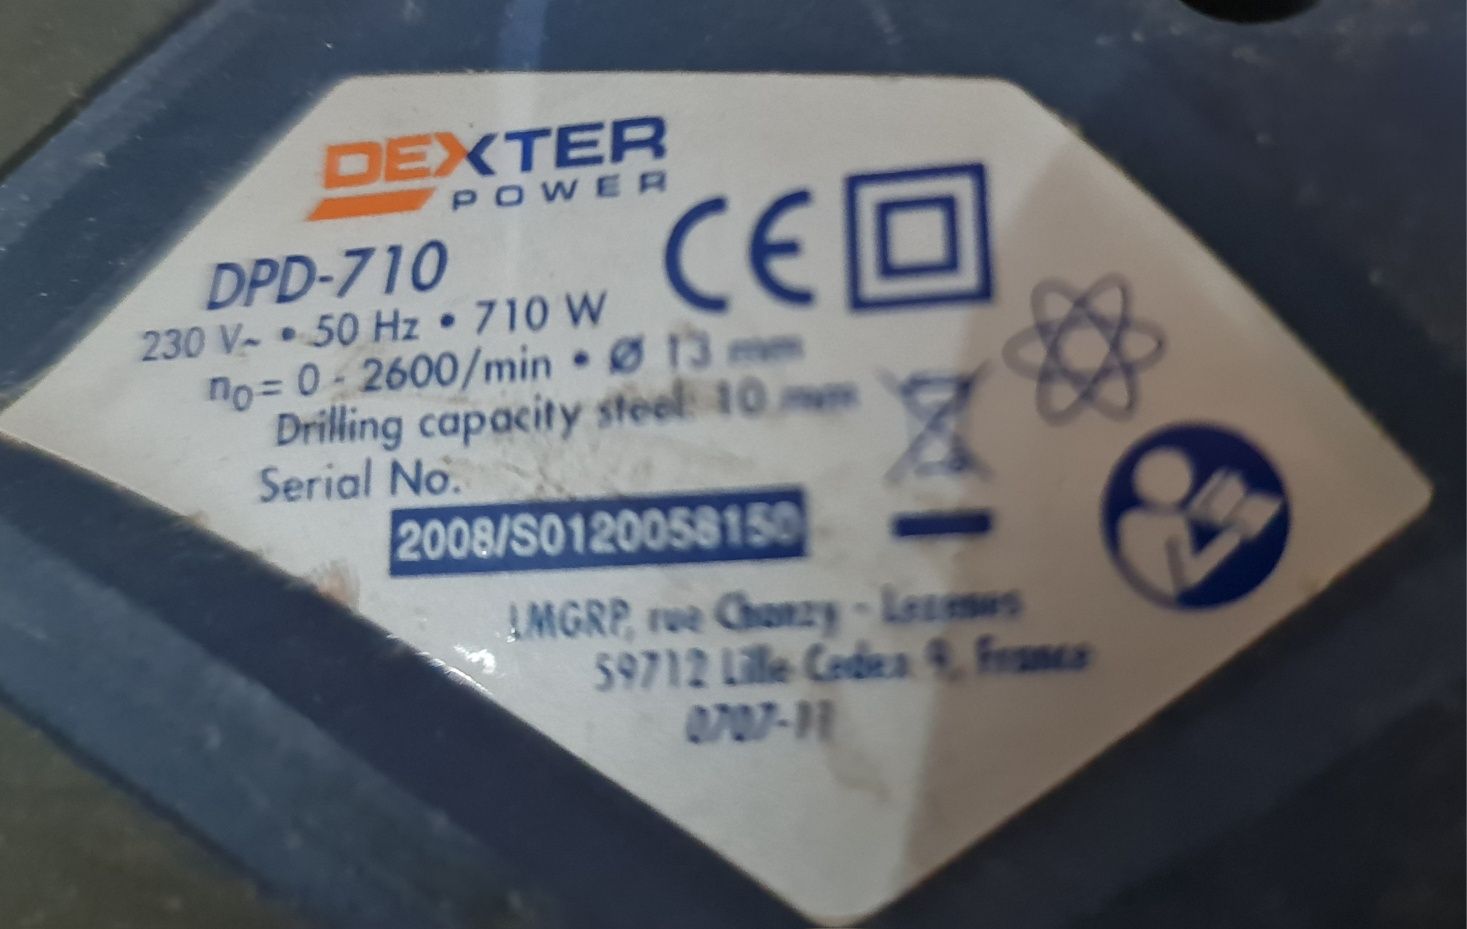 DEXTER
POWER
CE
DPD-710
230 V~ • 50 Hz • 710 W
n0= 0 - 2600/min • Ø 13 mm
Drilling capacity steel: 10 mm
Serial No.
2008/S0120058150
LMGRP, rue Chanzy - Lezennes
59712 Lille Cedex 9, France
0707-11